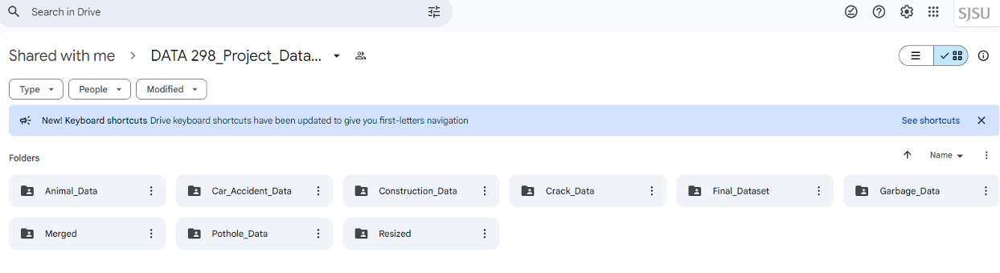 Search in Drive
SJSU
Shared with me > DATA 298_Project_Data...
Type People Modified
New! Keyboard shortcuts Drive keyboard shortcuts have been updated to give you first-letters navigation See shortcuts
Folders Name
Animal_Data Car_Accident_Data Construction_Data Crack_Data Final_Dataset Garbage_Data
Merged Pothole_Data Resized